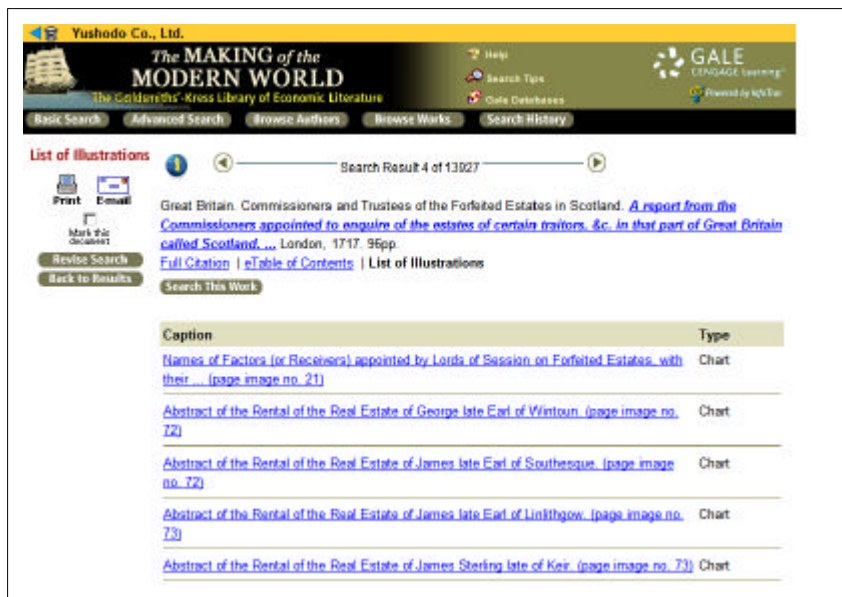 Yushodo Co., Ltd.
The MAKING of the
MODERN WORLD
The Goldsmiths'-Kress Library of Economic Literature
Help
Search Tips
Gale Databases
GALE
CENGAGE Learning
Powered by InfoTrac
Basic Search
Advanced Search
Browse Authors
Browse Works
Search History
List of Illustrations
Print E-mail
Mark this
document
Revise Search
Back to Results
Search Result 4 of 13927
Great Britain. Commissioners and Trustees of the Forfeited Estates in Scotland. A report from the
Commissioners appointed to enquire of the estates of certain traitors, &c. in that part of Great Britain
called Scotland. ... London, 1717. 96pp.
Full Citation | eTable of Contents | List of Illustrations
Search This Work
Caption Type
Names of Factors (or Receivers) appointed by Lords of Session on Forfeited Estates, with Chart
their ... (page image no. 21)
Abstract of the Rental of the Real Estate of George late Earl of Wintoun. (page image no. Chart
72)
Abstract of the Rental of the Real Estate of James late Earl of Southesque. (page image Chart
no. 72)
Abstract of the Rental of the Real Estate of James late Earl of Linlithgow. (page image no. Chart
73)
Abstract of the Rental of the Real Estate of James Sterling late of Keir. (page image no. 73) Chart